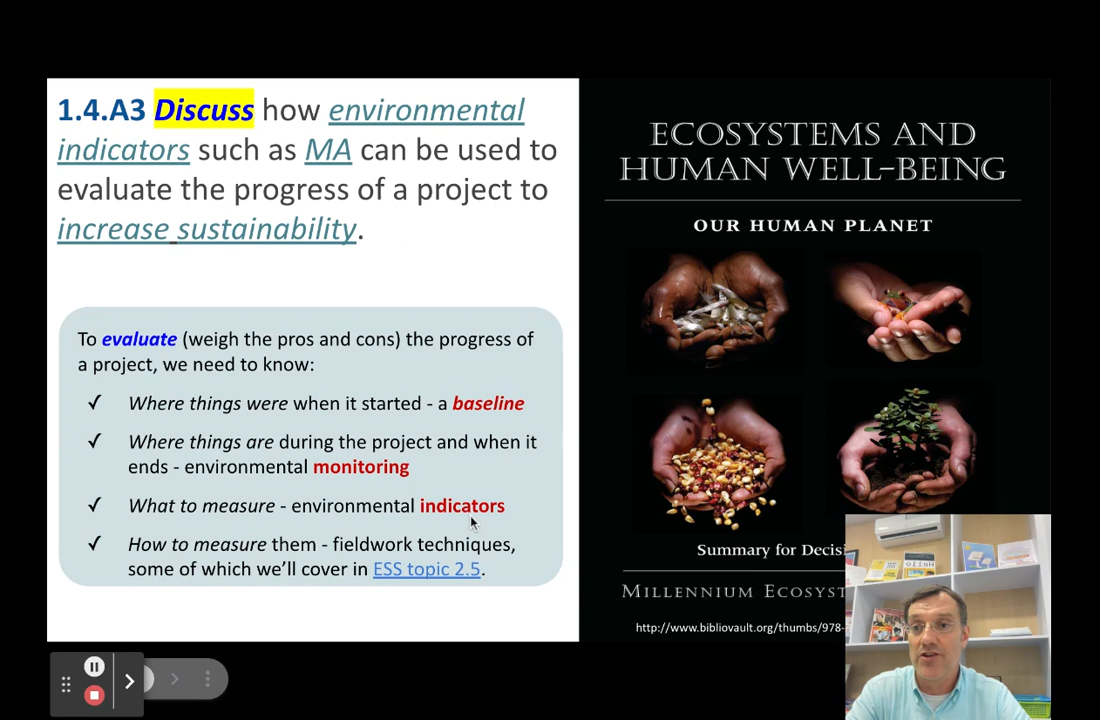 1.4.A3 Discuss how environmental
indicators such as MA can be used to
evaluate the progress of a project to
increase sustainability.
To evaluate (weigh the pros and cons) the progress of
a project, we need to know:
✓ Where things were when it started - a baseline
✓ Where things are during the project and when it
ends - environmental monitoring
✓ What to measure - environmental indicators
✓ How to measure them - fieldwork techniques,
some of which we'll cover in ESS topic 2.5.
ECOSYSTEMS AND
HUMAN WELL-BEING
OUR HUMAN PLANET
Summary for Decisi
MILLENNIUM ECOSYST
http://www.bibliovault.org/thumbs/978-